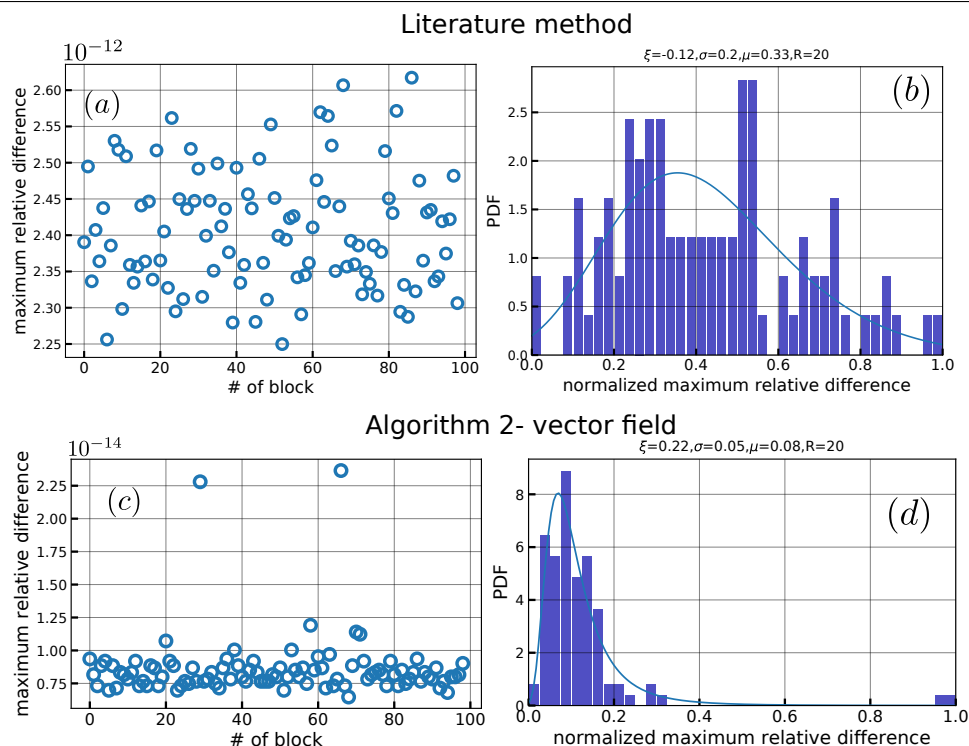 Literature method
10−12
ξ=-0.12,σ=0.2,μ=0.33,R=20
(a)
(b)
maximum relative difference
2.60
2.55
2.50
2.45
2.40
2.35
2.30
2.25
0 20 40 60 80 100
# of block
PDF
2.5
2.0
1.5
1.0
0.5
0.0
0.0 0.2 0.4 0.6 0.8 1.0
normalized maximum relative difference
Algorithm 2- vector field
10−14
ξ=0.22,σ=0.05,μ=0.08,R=20
(c)
(d)
maximum relative difference
2.25
2.00
1.75
1.50
1.25
1.00
0.75
0 20 40 60 80 100
# of block
PDF
8
6
4
2
0
0.0 0.2 0.4 0.6 0.8 1.0
normalized maximum relative difference